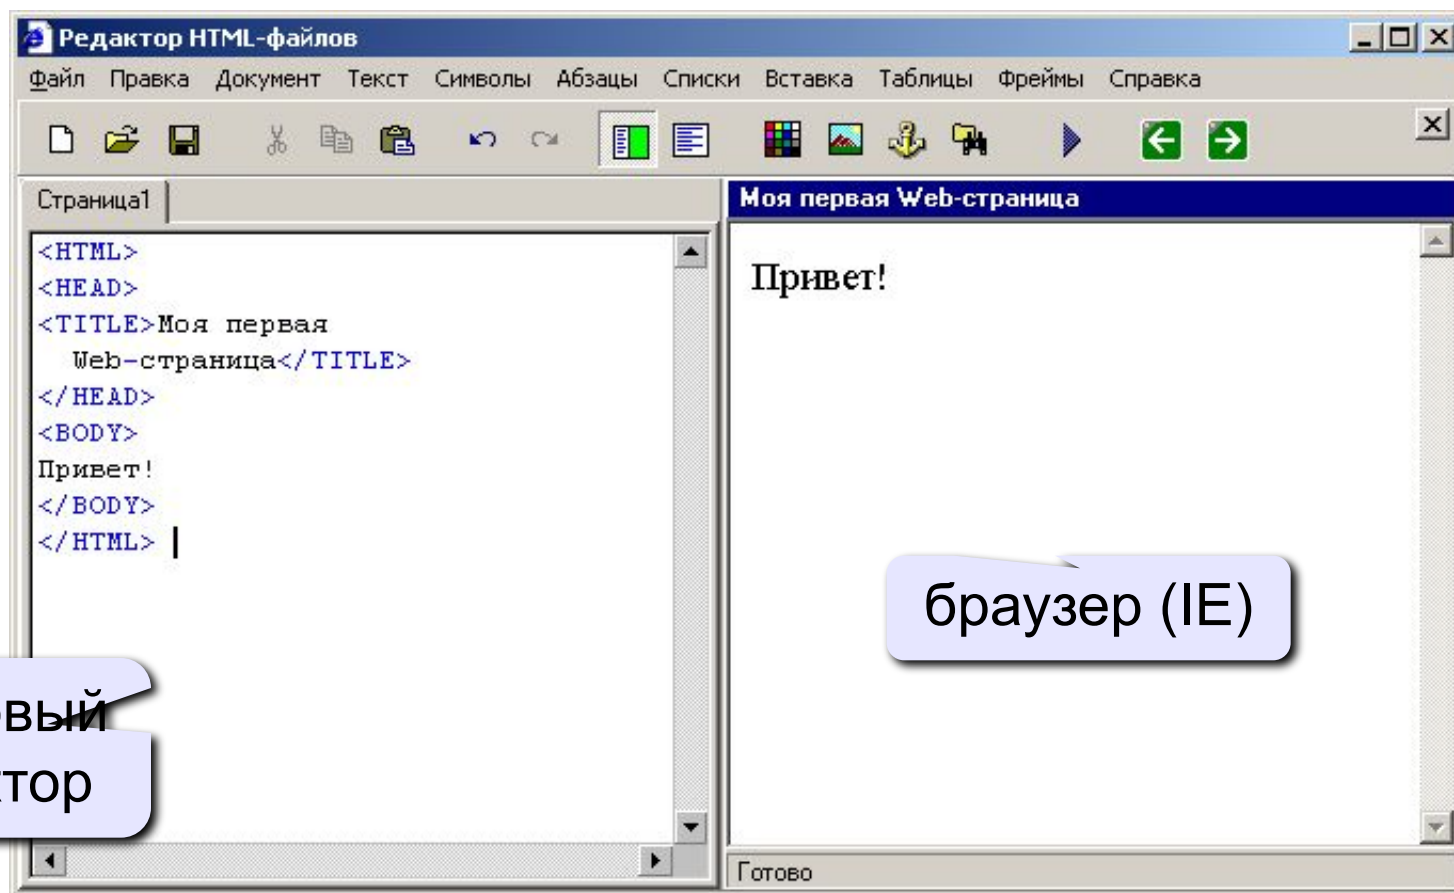 Редактор HTML-файлов
Файл Правка Документ Текст Символы Абзацы Списки Вставка Таблицы Фреймы Справка
Страница1
<HTML>
<HEAD>
<TITLE>Моя первая
Web-страница</TITLE>
</HEAD>
<BODY>
Привет!
</BODY>
</HTML>
Моя первая Web-страница
Привет!
браузер (IE)
Готово